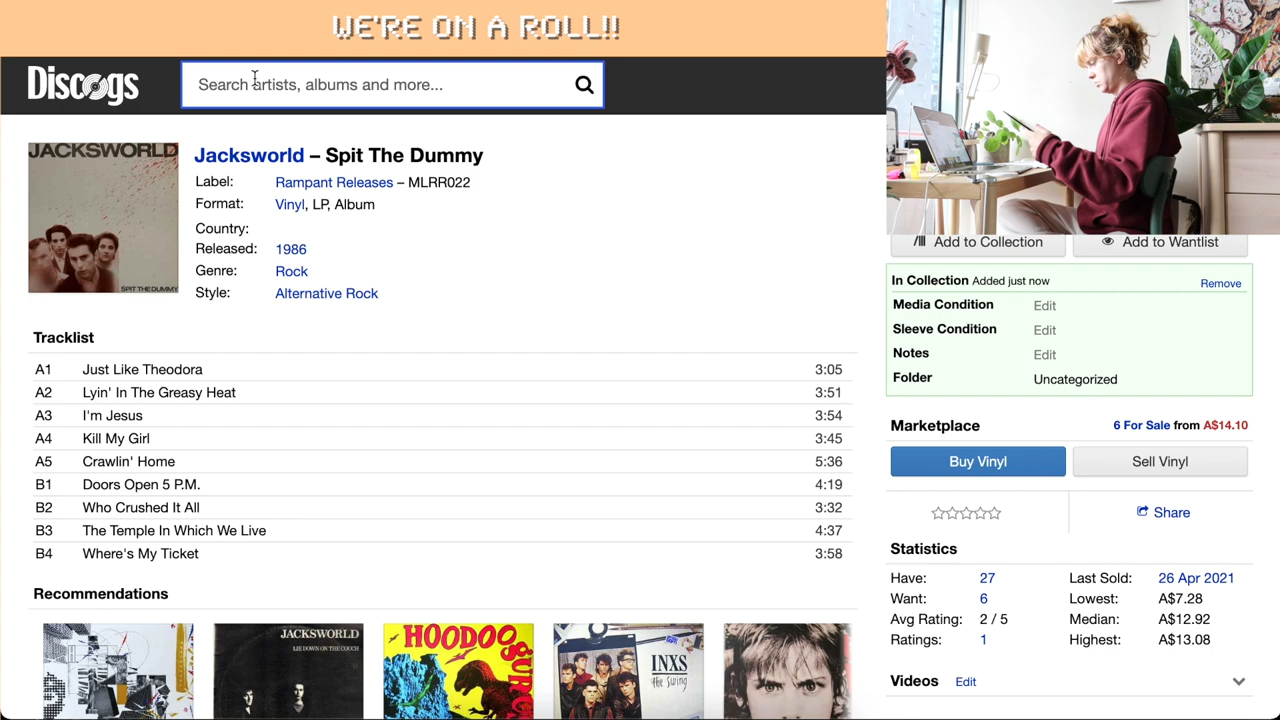 WE'RE ON A ROLL!!
Discogs
Search artists, albums and more...
JACKSWORLD
SPIT THE DUMMY
Jacksworld – Spit The Dummy
Label: Rampant Releases – MLRR022
Format: Vinyl, LP, Album
Country:
Released: 1986
Genre: Rock
Style: Alternative Rock
Tracklist
A1 Just Like Theodora 3:05
A2 Lyin' In The Greasy Heat 3:51
A3 I'm Jesus 3:54
A4 Kill My Girl 3:45
A5 Crawlin' Home 5:36
B1 Doors Open 5 P.M. 4:19
B2 Who Crushed It All 3:32
B3 The Temple In Which We Live 4:37
B4 Where's My Ticket 3:58
Recommendations
JACKSWORLD
LIE DOWN ON THE COUCH
HOODOO GUR
INXS
the Swing
Add to Collection
Add to Wantlist
In Collection Added just now
Remove
Media Condition Edit
Sleeve Condition Edit
Notes Edit
Folder Uncategorized
Marketplace
6 For Sale from A$14.10
Buy Vinyl
Sell Vinyl
Share
Statistics
Have: 27
Want: 6
Avg Rating: 2 / 5
Ratings: 1
Last Sold: 26 Apr 2021
Lowest: A$7.28
Median: A$12.92
Highest: A$13.08
Videos Edit